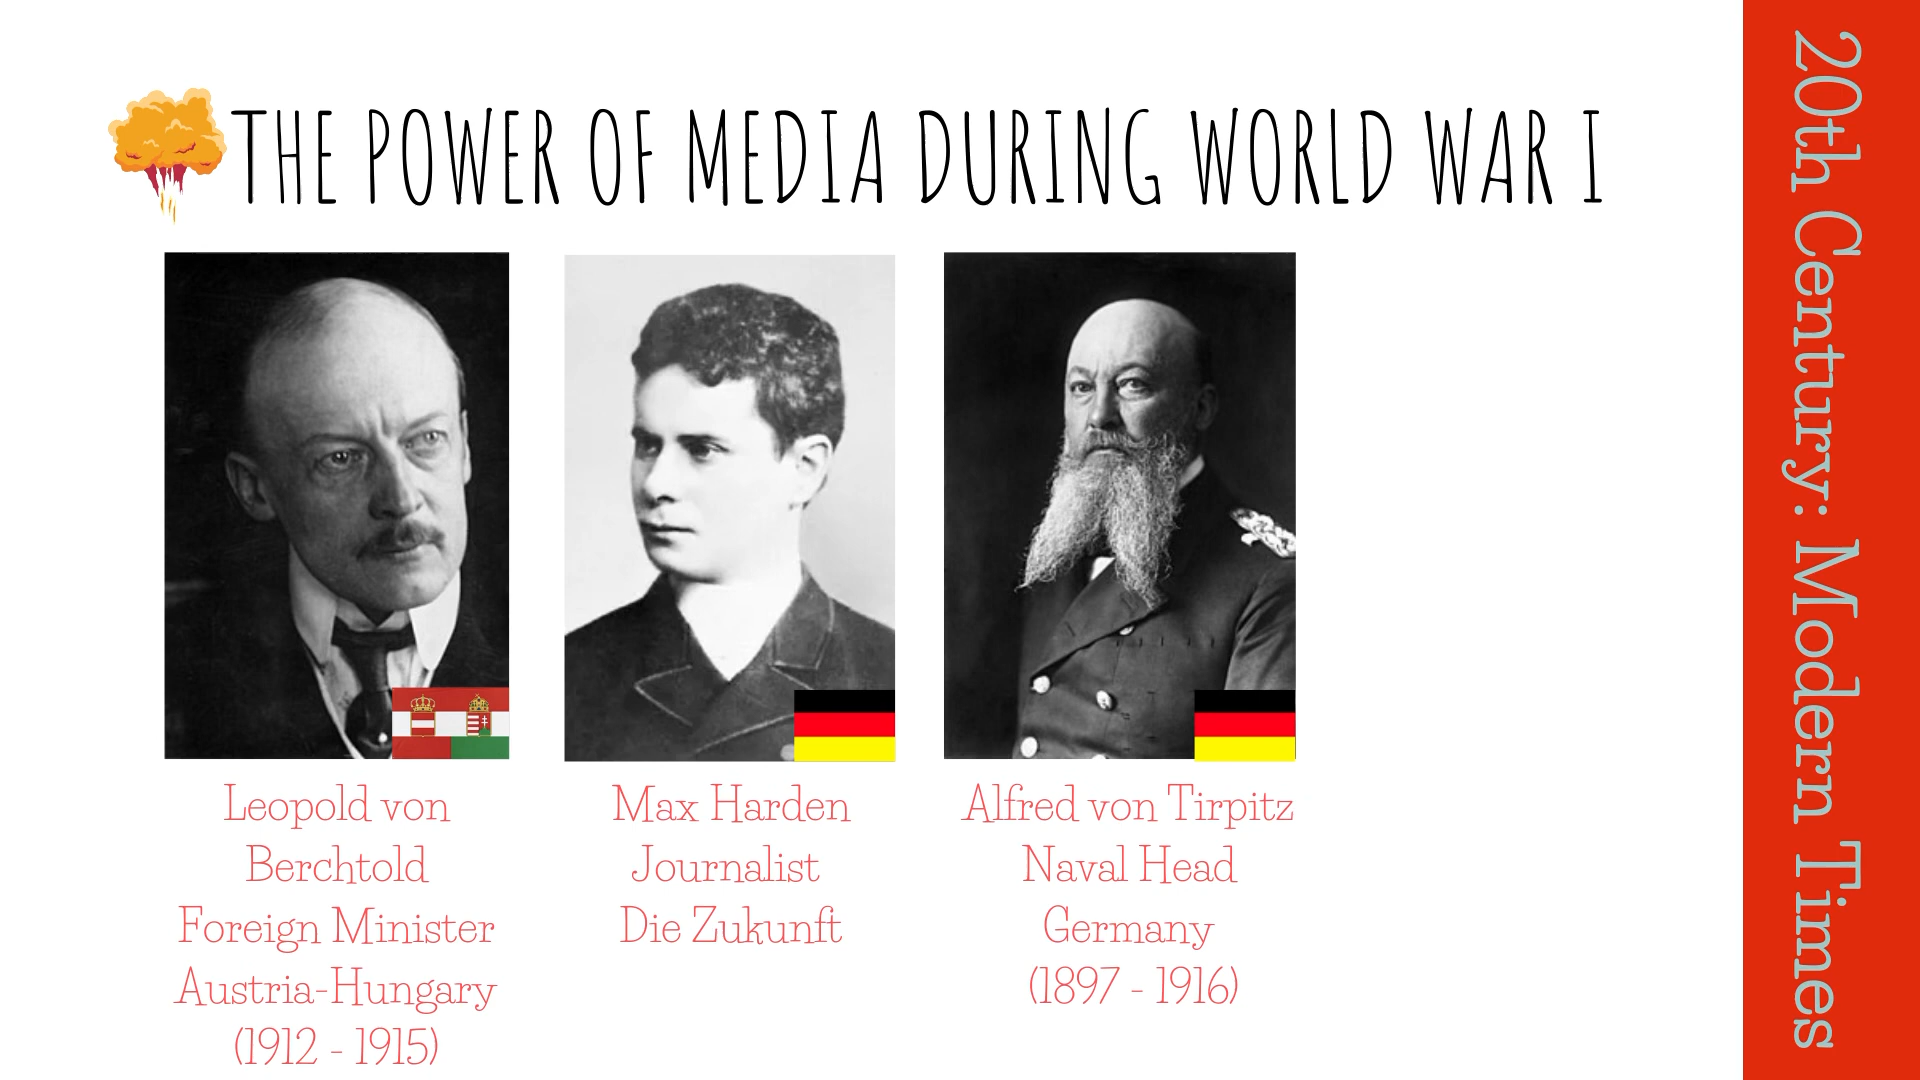 THE POWER OF MEDIA DURING WORLD WAR I
Leopold von
Berchtold
Foreign Minister
Austria-Hungary
(1912 - 1915)
Max Harden
Journalist
Die Zukunft
Alfred von Tirpitz
Naval Head
Germany
(1897 - 1916)
20th Century: Modern Times